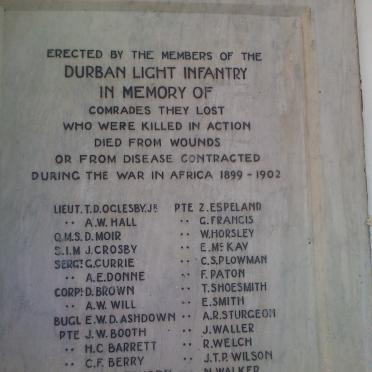 ERECTED BY THE MEMBERS OF THE
DURBAN LIGHT INFANTRY
IN MEMORY OF
COMRADES THEY LOST
WHO WERE KILLED IN ACTION
DIED FROM WOUNDS
OR FROM DISEASE CONTRACTED
DURING THE WAR IN AFRICA 1899-1902
LIEUT. T.D. OGLESBY. JR
" A.W. HALL
Q.M.S. D. MOIR
S.I.M J. CROSBY
SERGT G. CURRIE
" A.E. DONNE
CORPL D. BROWN
" A.W. WILL
BUGL E.W.D. ASHDOWN
PTE J.W. BOOTH
" H.C. BARRETT
" C.F. BERRY
PTE Z. ESPELAND
" G. FRANCIS
" W. HORSLEY
" E. McKAY
" C.S. PLOWMAN
" F. PATON
" T. SHOESMITH
" E. SMITH
" A.R. STURGEON
" J. WALLER
" R. WELCH
" J.T.P. WILSON
" N. WALKER